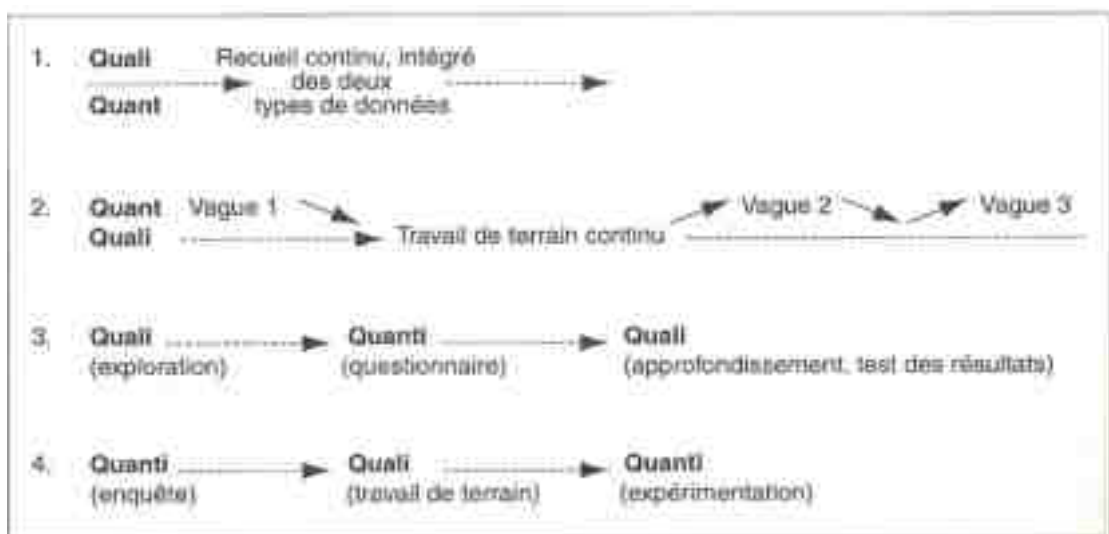 1. Quali Recueil continu, intégré
des deux
Quant types de données
2. Quant Vague 1 Vague 2 Vague 3
Quali Travail de terrain continu
3. Quali Quanti Quali
(exploration) (questionnaire) (approfondissement, test des résultats)
4. Quanti Quali Quanti
(enquête) (travail de terrain) (expérimentation)